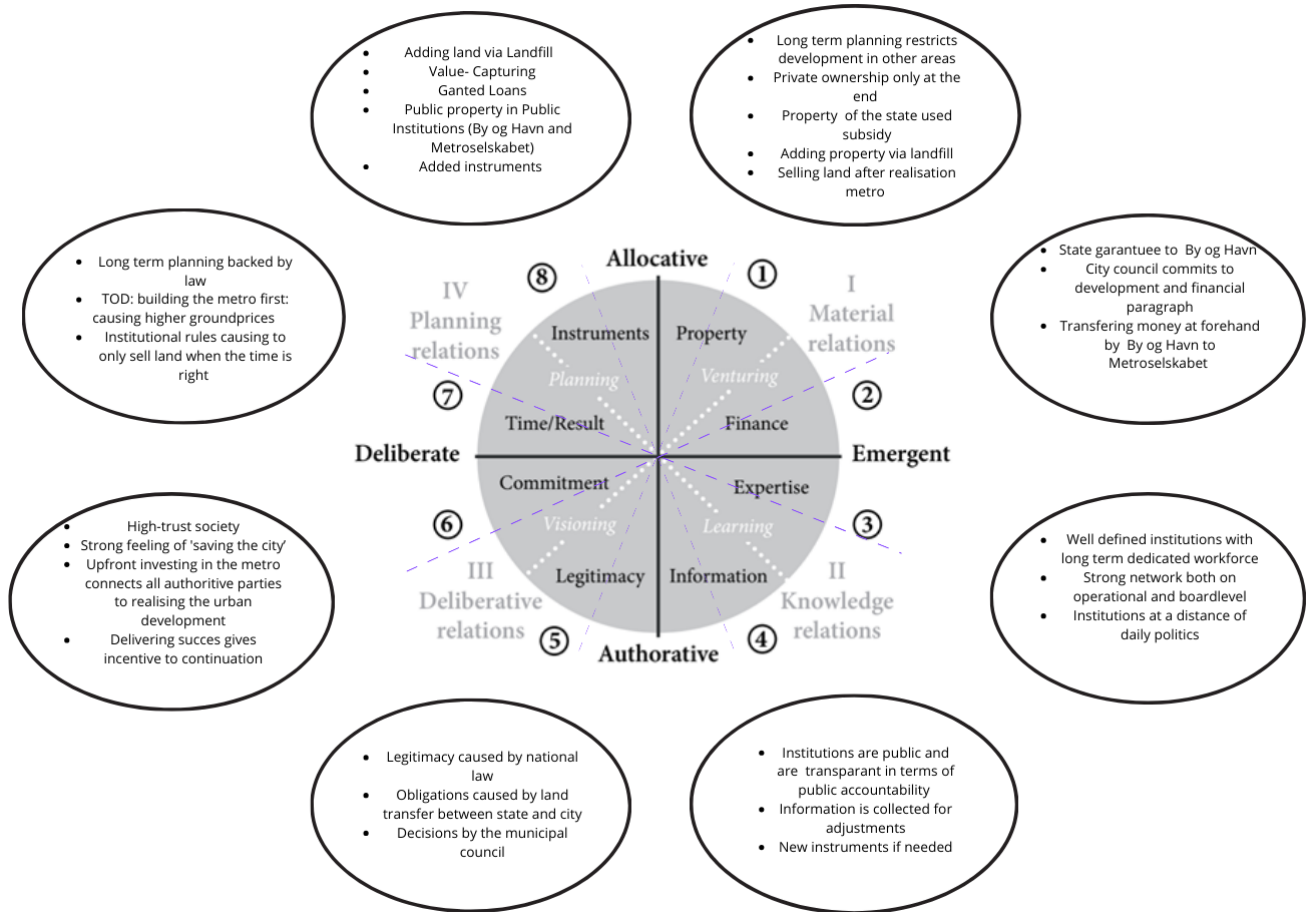 • Adding land via Landfill
• Value- Capturing
• Ganted Loans
• Public property in Public
Institutions (By og Havn and
Metroselskabet)
• Added instruments
• Long term planning restricts
development in other areas
• Private ownership only at the
end
• Property of the state used
subsidy
• Adding property via landfill
• Selling land after realisation
metro
• Long term planning backed by
law
• TOD: building the metro first:
causing higher groundprices
• Institutional rules causing to
only sell land when the time is
right
• State garantuee to By og Havn
• City council commits to
development and financial
paragraph
• Transfering money at forehand
by By og Havn to
Metroselskabet
Allocative
8
1
IV
Planning
relations
I
Material
relations
Instruments
Property
Planning
Venturing
7
2
Time/Result
Finance
Deliberate
Emergent
Commitment
Expertise
6
3
Visioning
Learning
III
Deliberative
relations
II
Knowledge
relations
Legitimacy
Information
5
4
Authorative
• High-trust society
• Strong feeling of 'saving the city'
• Upfront investing in the metro
connects all authoritive parties
to realising the urban
development
• Delivering succes gives
incentive to continuation
• Well defined institutions with
long term dedicated workforce
• Strong network both on
operational and boardlevel
• Institutions at a distance of
daily politics
• Legitimacy caused by national
law
• Obligations caused by land
transfer between state and city
• Decisions by the municipal
council
• Institutions are public and
are transparant in terms of
public accountability
• Information is collected for
adjustments
• New instruments if needed